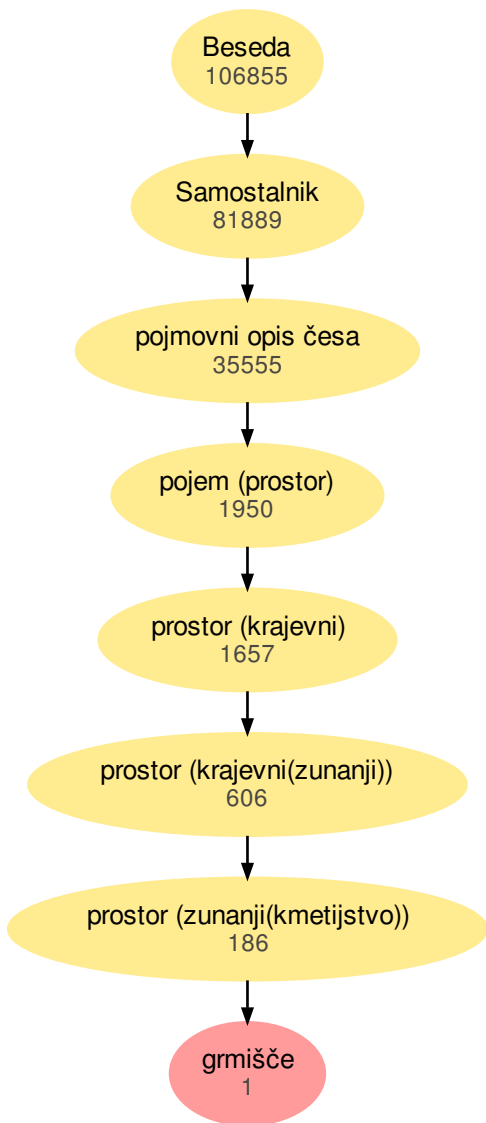 Beseda
106855
Samostalnik
81889
pojmovni opis česa
35555
pojem (prostor)
1950
prostor (krajevni)
1657
prostor (krajevni(zunanji))
606
prostor (zunanji(kmetijstvo))
186
grmišče
1